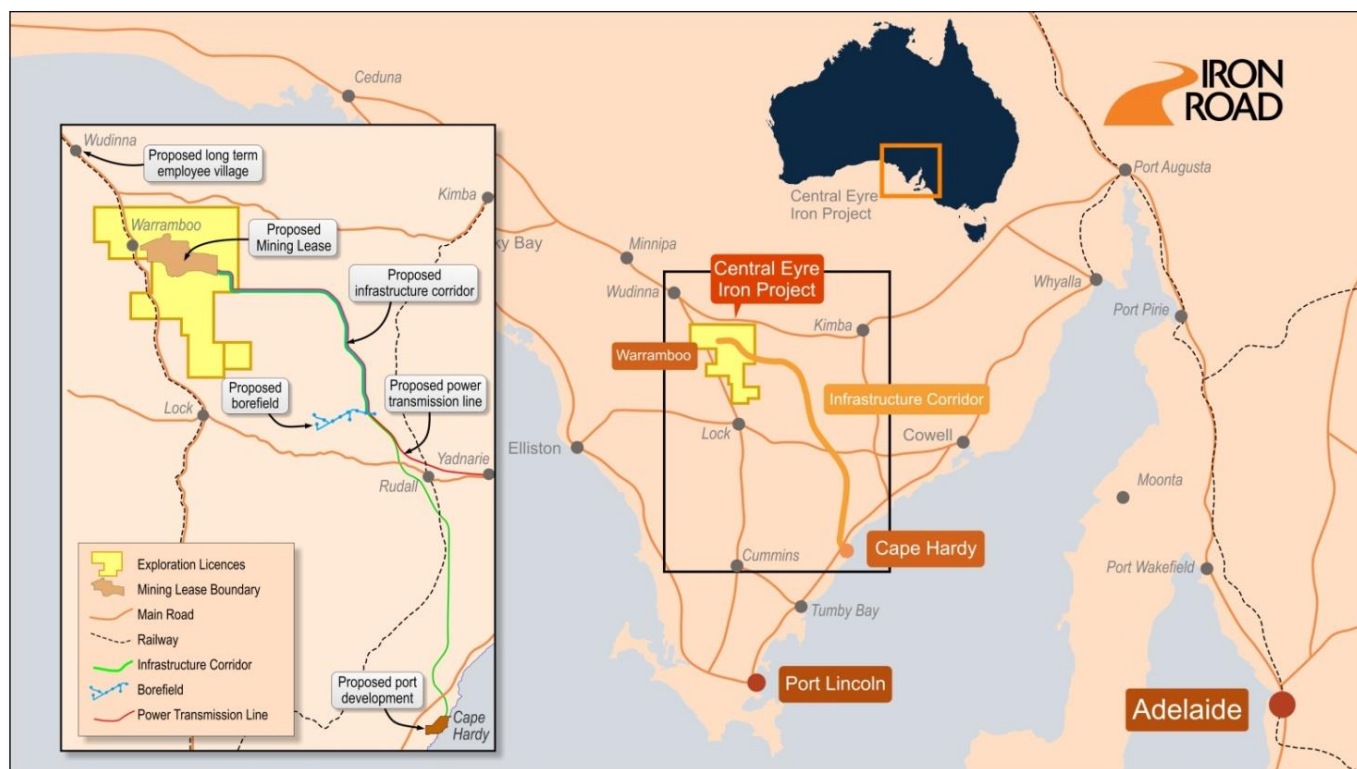 Ceduna
IRON
ROAD
Wudinna
Proposed long term
employee village
Kimba
Port Augusta
Central Eyre
Iron Project
Warramboo
Proposed
Mining Lease
ky Bay
Minnipa
Proposed
infrastructure corridor
Wudinna
Central Eyre
Iron Project
Whyalla
Port Pirie
Kimba
Warramboo
Proposed
borefield
Proposed power
transmission line
Infrastructure Corridor
Lock
Lock
Elliston
Cowell
Yadnarie
Rudall
Moonta
Cape Hardy
Exploration Licences
Mining Lease Boundary
Main Road
Railway
Infrastructure Corridor
Borefield
Power Transmission Line
Cummins
Port Wakefield
Tumby Bay
Proposed port
development
Port Lincoln
Cape
Hardy
Adelaide